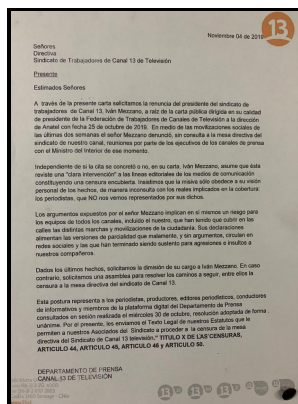 13
Noviembre 04 de 2019
Señores
Directiva
Sindicato de Trabajadores de Canal 13 de Televisión
Presente
Estimados Señores
A través de la presente carta solicitamos la renuncia del presidente del sindicato de
trabajadores de Canal 13, Iván Mezzano, a raíz de la carta pública dirigida en su calidad
de presidente de la Federación de Trabajadores de Canales de Televisión a la dirección
de Anatel con fecha 25 de octubre de 2019. En medio de las movilizaciones sociales de
las últimas dos semanas el señor Mezzano denunció, sin consulta a la mesa directiva del
sindicato de nuestro canal, reuniones por parte de los ejecutivos de los canales de prensa
con el Ministro del Interior de ese momento.
Independiente de si la cita se concretó o no, en su carta, Iván Mezzano, asume que ésta
reviste una "clara intervención" a las líneas editoriales de los medios de comunicación
constituyendo una censura encubierta. Insistimos que la misiva sólo obedece a su visión
personal de los hechos, de manera inconsulta con los reales implicados en la cobertura:
los periodistas, que NO nos vemos representados por sus dichos.
Los argumentos expuestos por el señor Mezzano implican en sí mismos un riesgo para
los equipos de todos los canales, incluido el nuestro, que han tenido que cubrir en las
calles las distintas marchas y movilizaciones de la ciudadanía. Sus declaraciones
alimentan las versiones de parcialidad que malamente, y sin argumentos, circulan en
redes sociales y las que han terminado siendo sustento para agresiones e insultos a
nuestros compañeros.
Dados los últimos hechos, solicitamos la dimisión de su cargo a Iván Mezzano. En caso
contrario, solicitamos una asamblea para resolver los caminos a seguir, entre ellos la
censura a la mesa directiva del sindicato de Canal 13.
Esta postura representa a los periodistas, productores, editores periodísticos, conductores
de informativos y miembros de la plataforma digital del Departamento de Prensa
consultados en sesión realizada el miércoles 30 de octubre, resolución adoptada de forma
unánime. Por el presente, les enviamos el Texto Legal de nuestros Estatutos que le
permiten a nuestros Asociados del Sindicato a proceder a la censura de la mesa
directiva del Sindicato de Canal 13 televisión," TITULO X DE LAS CENSURAS,
ARTICULO 44, ARTICULO 45, ARTICULO 46 y ARTICULO 50.
DEPARTAMENTO DE PRENSA
CANAL 13 DE TELEVISIÓN